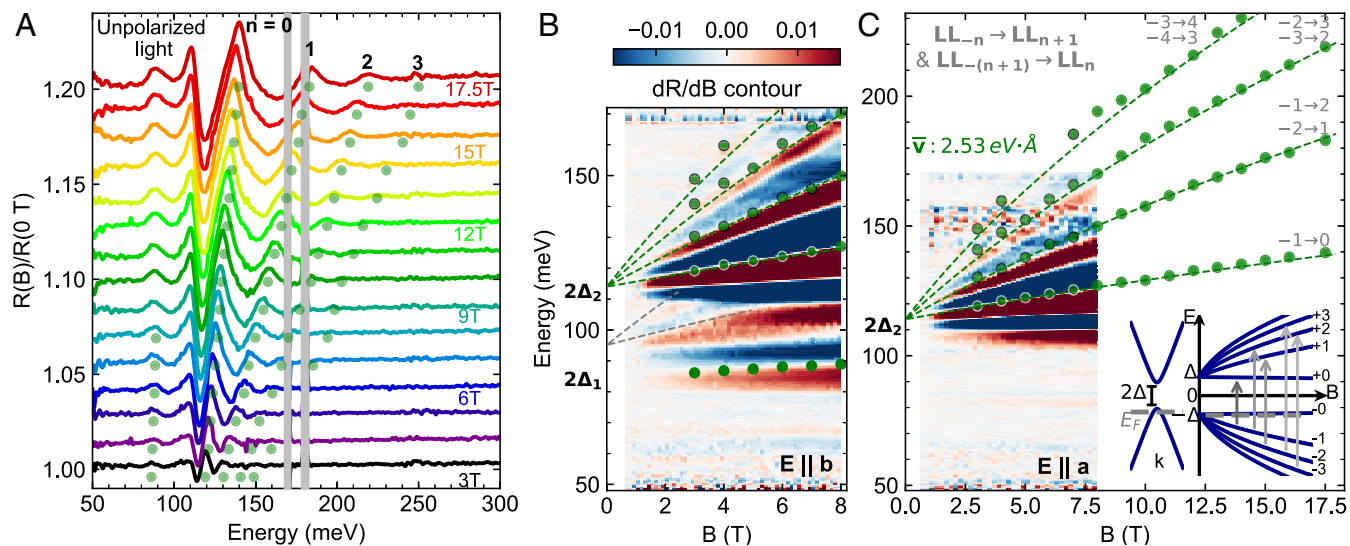 A
Unpolarized
light
n = 0
1
2
3
17.5T
15T
12T
9T
6T
3T
R(B)/R(0 T)
1.20
1.15
1.10
1.05
1.00
50
100
150
200
250
300
Energy (meV)
B
−0.01
0.00
0.01
dR/dB contour
Energy (meV)
150
100
50
2Δ₂
2Δ₁
E || b
0
2
4
6
8
B (T)
C
LL₋ₙ→LLₙ₊₁
& LL₋₍ₙ₊₁₎→LLₙ
v̄ : 2.53 eV·Å
−3→4
−4→3
−2→3
−3→2
−1→2
−2→1
−1→0
200
150
100
50
2Δ₂
E || a
0.0
2.5
5.0
7.5
10.0
12.5
15.0
17.5
B (T)
2Δ
E_F
k
E
Δ
0
−Δ
B
+3
+2
+1
+0
-0
-1
-2
-3